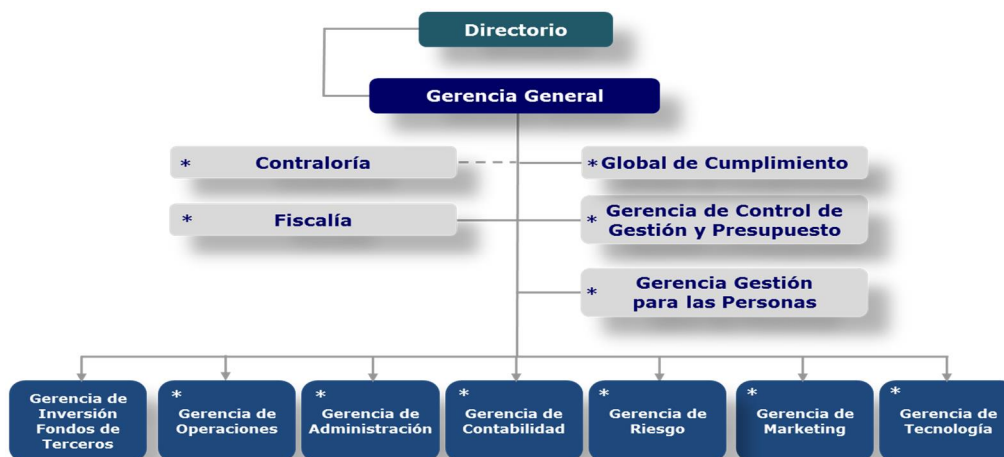 Directorio
Gerencia General
* Contraloría
* Global de Cumplimiento
* Fiscalía
* Gerencia de Control de
Gestión y Presupuesto
* Gerencia Gestión
para las Personas
Gerencia de
Inversión
Fondos de
Terceros
*
Gerencia de
Operaciones
*
Gerencia de
Administración
*
Gerencia de
Contabilidad
*
Gerencia de
Riesgo
*
Gerencia de
Marketing
*
Gerencia de
Tecnología